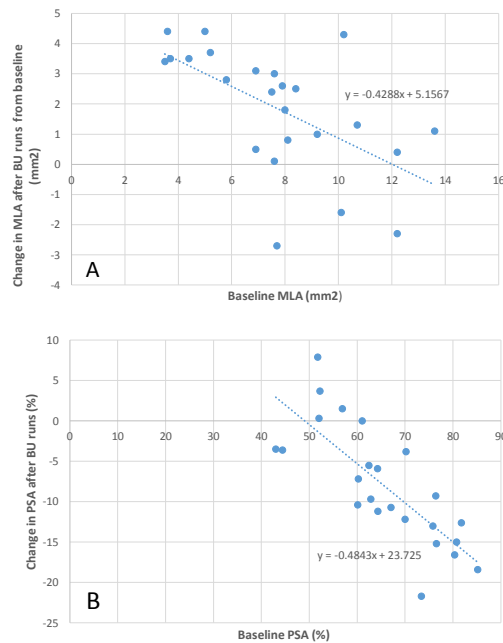 5
4
3
2
1
0
-1
-2
-3
-4
0 2 4 6 8 10 12 14 16
Change in MLA after BU runs from baseline
(mm2)
y = -0.4288x + 5.1567
A
Baseline MLA (mm2)
10
5
0
-5
-10
-15
-20
-25
0 10 20 30 40 50 60 70 80 90
Change in PSA after BU runs (%)
y = -0.4843x + 23.725
B
Baseline PSA (%)